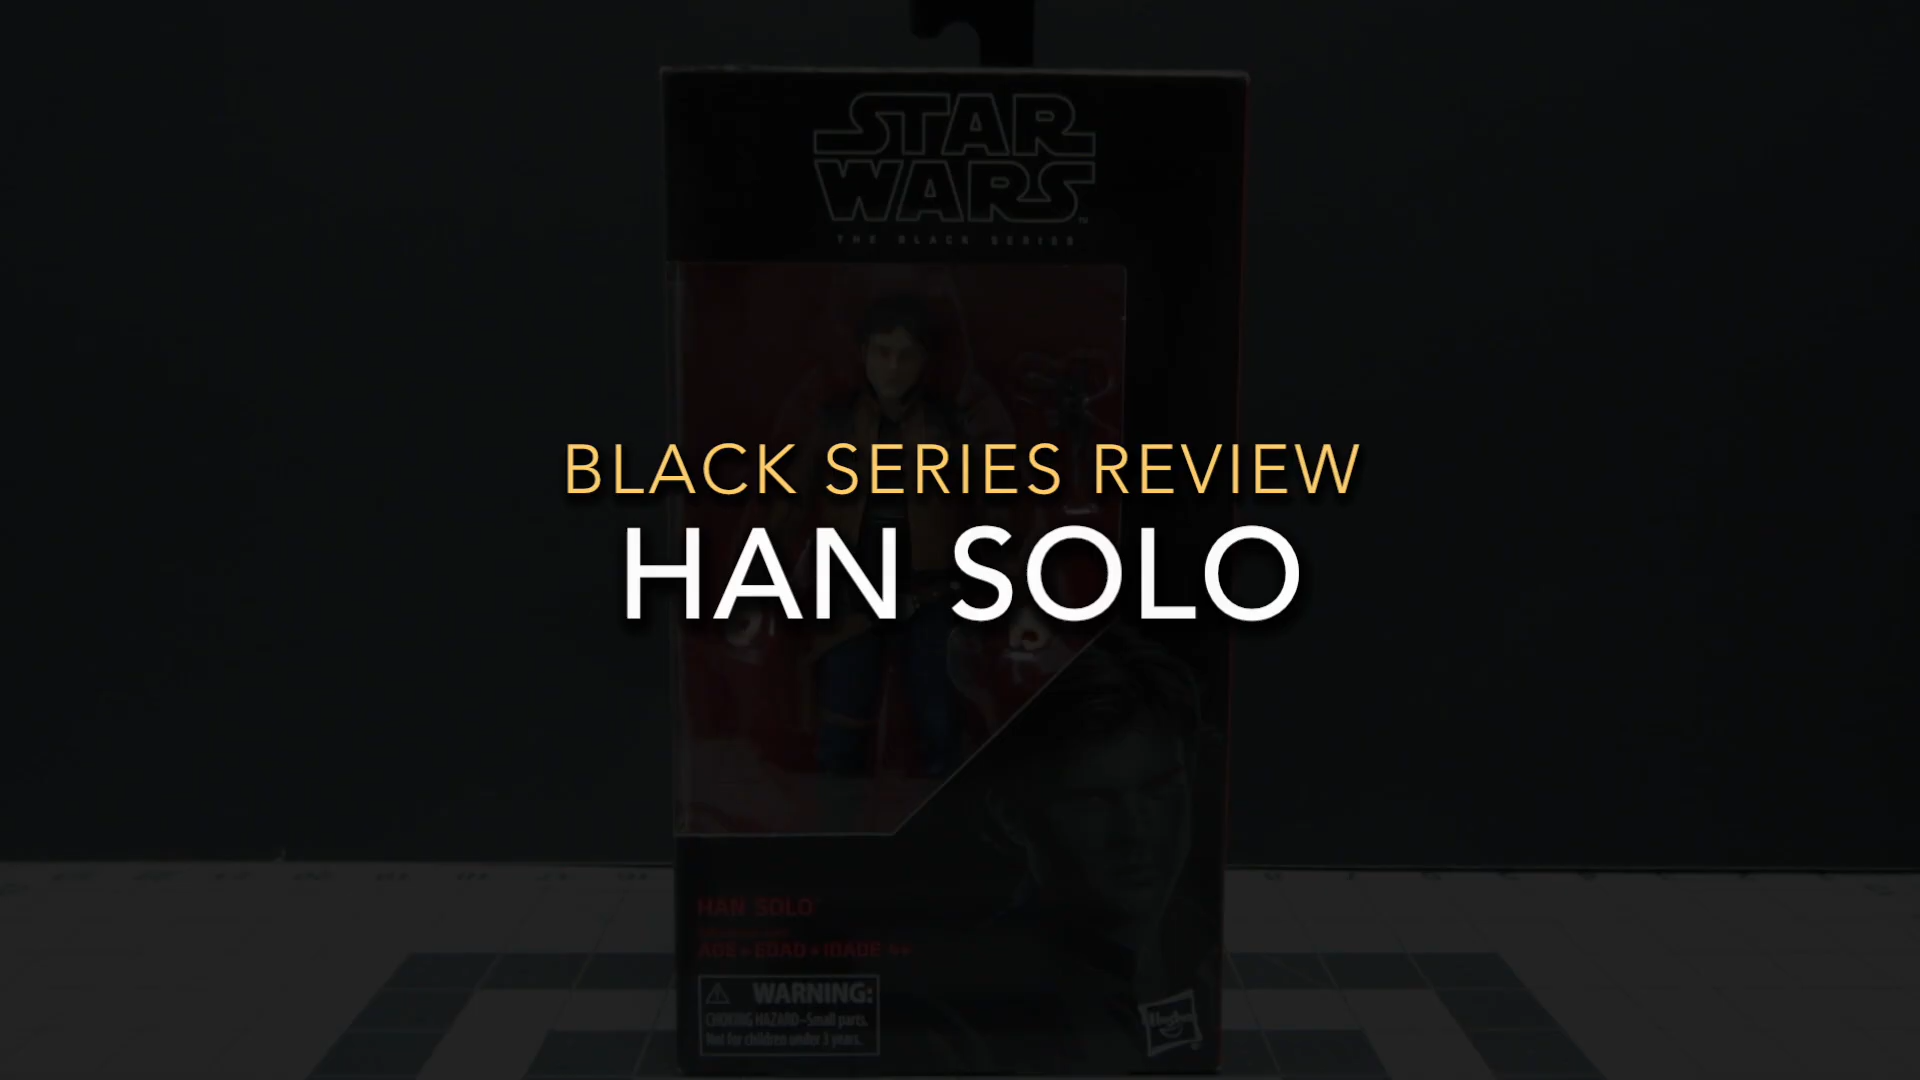 STAR
WARS
TM
THE BLACK SERIES
BLACK SERIES REVIEW
HAN SOLO
HAN SOLO
AGE • EDAD • IDADE 4+
WARNING:
CHOKING HAZARD–Small parts.
Not for children under 3 years.
Hasbro